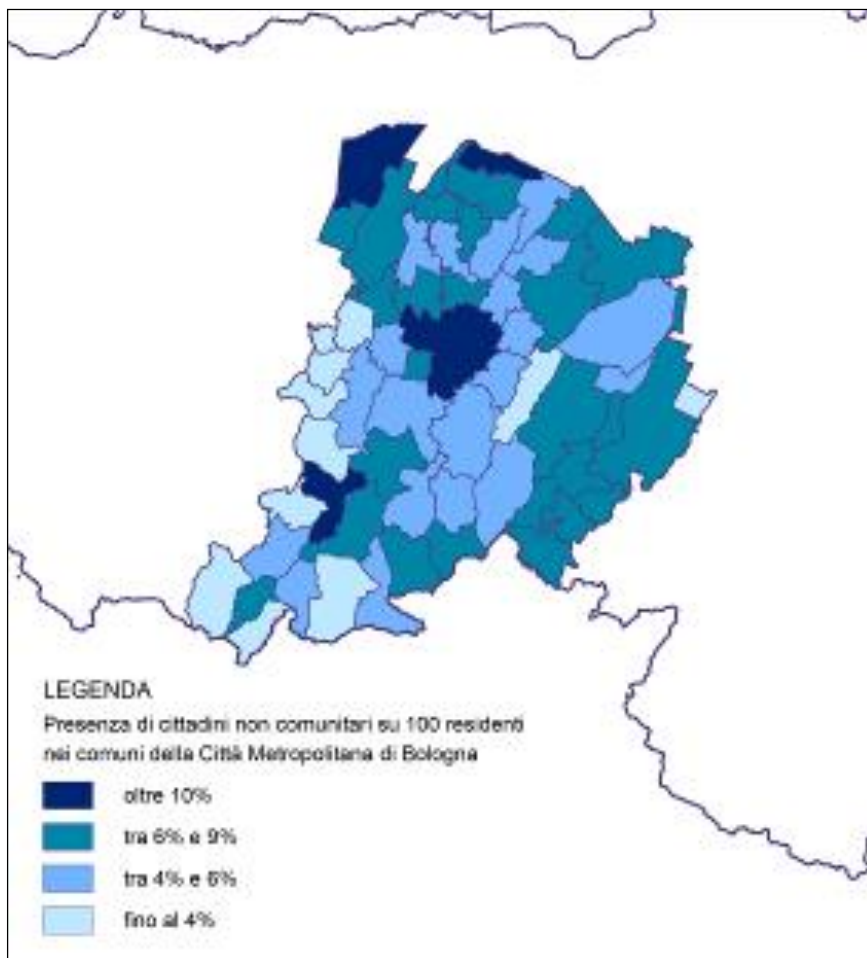 LEGENDA
Presenza di cittadini non comunitari su 100 residenti
nei comuni della Città Metropolitana di Bologna
oltre 10%
tra 6% e 9%
tra 4% e 6%
fino al 4%